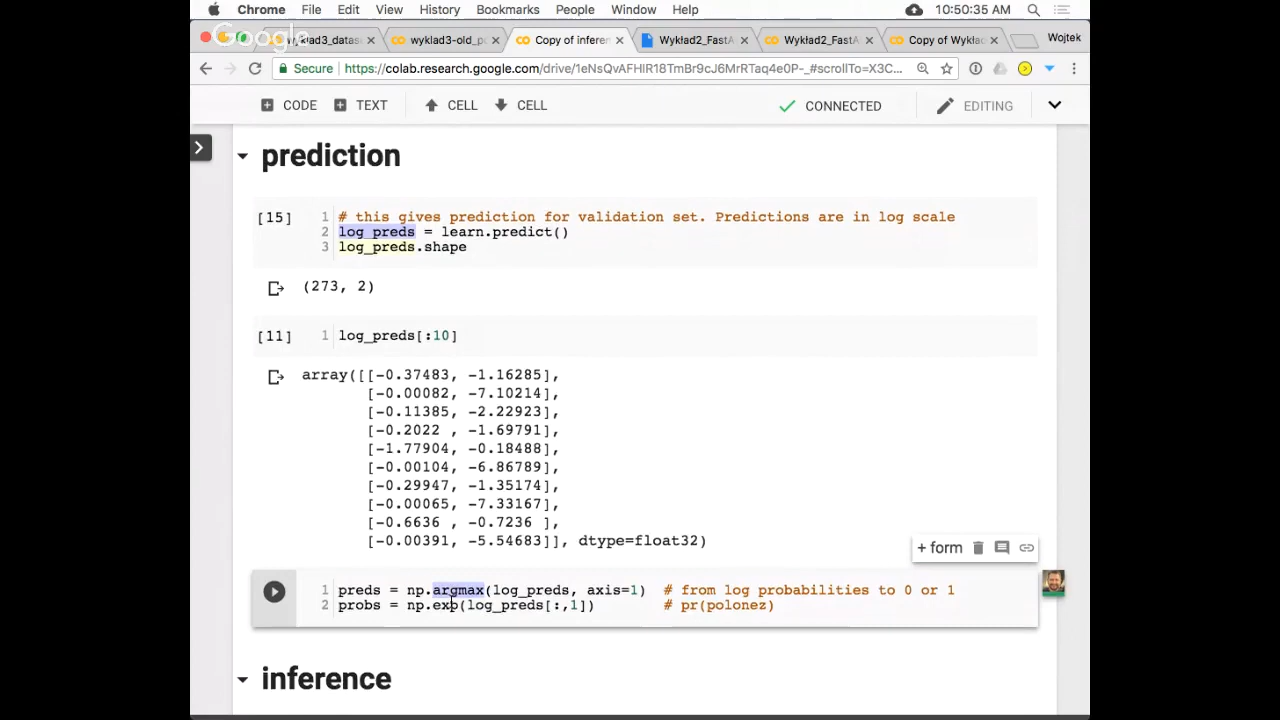 Chrome File Edit View History Bookmarks People Window Help 10:50:35 AM
Google
wyklad3_datas wyklad3-old_po Copy of inferen Wykład2_FastA Wykład2_FastA Copy of Wykła Wojtek
Secure https://colab.research.google.com/drive/1eNsQvAFHIR18TmBr9cJ6MrRTaq4e0P-_#scrollTo=X3C...
CODE TEXT CELL CELL CONNECTED EDITING
prediction
[15] 1 # this gives prediction for validation set. Predictions are in log scale
2 log_preds = learn.predict()
3 log_preds.shape
(273, 2)
[11] 1 log_preds[:10]
array([[-0.37483, -1.16285],
[-0.00082, -7.10214],
[-0.11385, -2.22923],
[-0.2022 , -1.69791],
[-1.77904, -0.18488],
[-0.00104, -6.86789],
[-0.29947, -1.35174],
[-0.00065, -7.33167],
[-0.6636 , -0.7236 ],
[-0.00391, -5.54683]], dtype=float32)
+ form
1 preds = np.argmax(log_preds, axis=1) # from log probabilities to 0 or 1
2 probs = np.exp(log_preds[:,1]) # pr(polonez)
inference